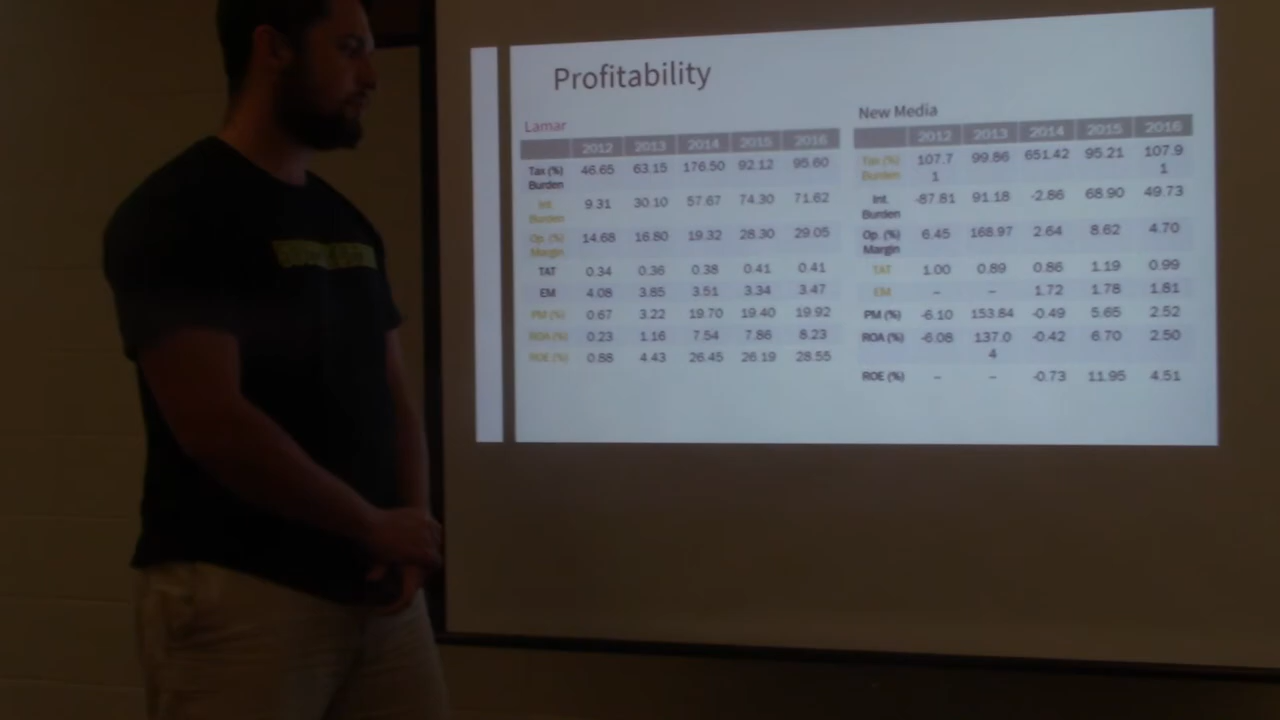 Profitability
Lamar
2012 2013 2014 2015 2016
Tax (%) Burden 46.65 63.15 176.50 92.12 95.60
Int. Burden 9.31 30.10 57.67 74.30 71.62
Op. (%) Margin 14.68 16.80 19.32 28.30 29.05
TAT 0.34 0.36 0.38 0.41 0.41
EM 4.08 3.85 3.51 3.34 3.47
PM (%) 0.67 3.22 19.70 19.40 19.92
ROA (%) 0.23 1.16 7.54 7.86 8.23
ROE (%) 0.88 4.43 26.45 26.19 28.55
New Media
2012 2013 2014 2015 2016
Tax (%) Burden 107.71 99.86 651.42 95.21 107.91
Int. Burden -87.81 91.18 -2.86 68.90 49.73
Op. (%) Margin 6.45 168.97 2.64 8.62 4.70
TAT 1.00 0.89 0.86 1.19 0.99
EM – – 1.72 1.78 1.81
PM (%) -6.10 153.84 -0.49 5.65 2.52
ROA (%) -6.08 137.04 -0.42 6.70 2.50
ROE (%) – – -0.73 11.95 4.51